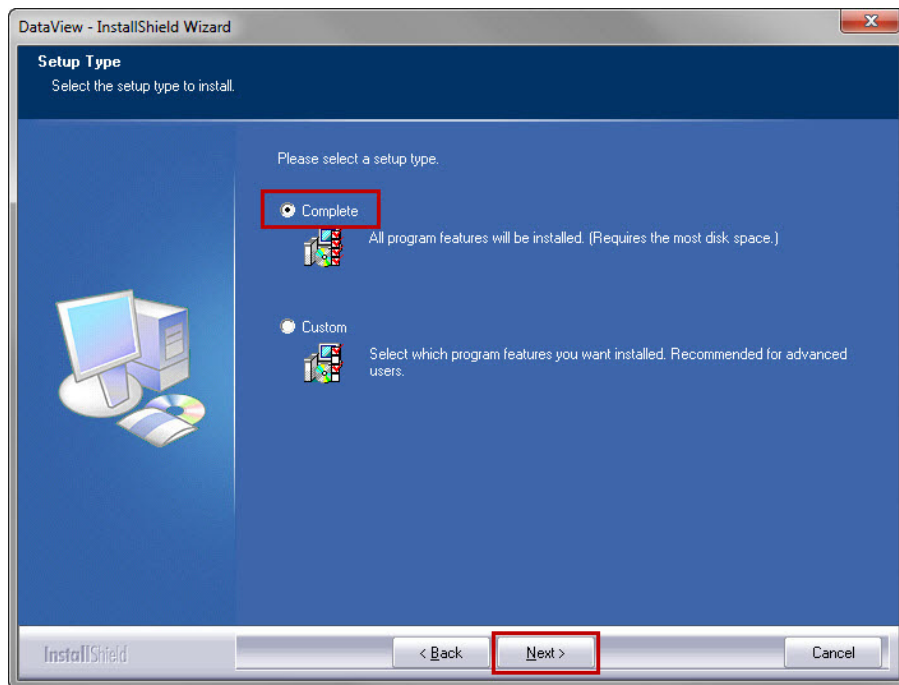 DataView - InstallShield Wizard
Setup Type
Select the setup type to install.
Please select a setup type.
Complete
All program features will be installed. (Requires the most disk space.)
Custom
Select which program features you want installed. Recommended for advanced
users.
InstallShield
< Back
Next >
Cancel